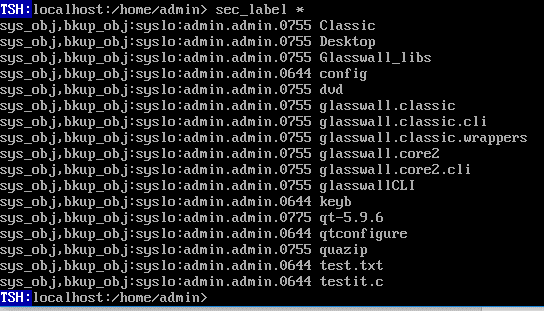 TSH:localhost:/home/admin> sec_label *
sys_obj,bkup_obj:syslo:admin.admin.0755 Classic
sys_obj,bkup_obj:syslo:admin.admin.0755 Desktop
sys_obj,bkup_obj:syslo:admin.admin.0755 Glasswall_libs
sys_obj,bkup_obj:syslo:admin.admin.0644 config
sys_obj,bkup_obj:syslo:admin.admin.0755 dvd
sys_obj,bkup_obj:syslo:admin.admin.0755 glasswall.classic
sys_obj,bkup_obj:syslo:admin.admin.0755 glasswall.classic.cli
sys_obj,bkup_obj:syslo:admin.admin.0755 glasswall.classic.wrappers
sys_obj,bkup_obj:syslo:admin.admin.0755 glasswall.core2
sys_obj,bkup_obj:syslo:admin.admin.0755 glasswall.core2.cli
sys_obj,bkup_obj:syslo:admin.admin.0755 glasswallCLI
sys_obj,bkup_obj:syslo:admin.admin.0644 keyb
sys_obj,bkup_obj:syslo:admin.admin.0775 qt-5.9.6
sys_obj,bkup_obj:syslo:admin.admin.0644 qtconfigure
sys_obj,bkup_obj:syslo:admin.admin.0755 quazip
sys_obj,bkup_obj:syslo:admin.admin.0644 test.txt
sys_obj,bkup_obj:syslo:admin.admin.0644 testit.c
TSH:localhost:/home/admin>